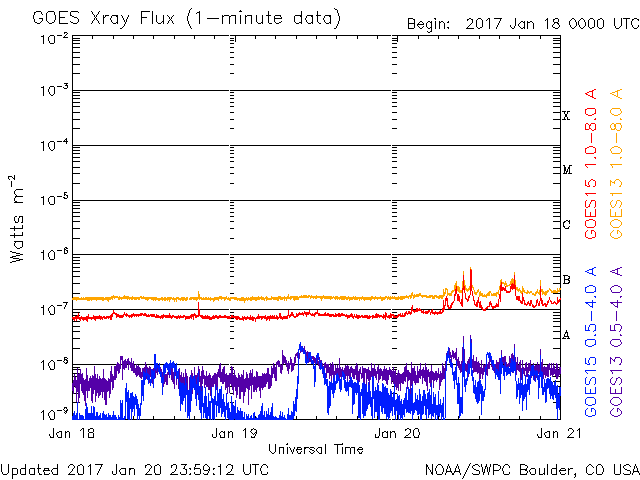 GOES Xray Flux (1-minute data)
Begin: 2017 Jan 18 0000 UTC
10-2
10-3
10-4
10-5
10-6
10-7
10-8
10-9
Watts m-2
X
M
C
B
A
GOES15 1.0-8.0 A
GOES13 1.0-8.0 A
GOES15 0.5-4.0 A
GOES13 0.5-4.0 A
Jan 18
Jan 19
Jan 20
Jan 21
Universal Time
Updated 2017 Jan 20 23:59:12 UTC
NOAA/SWPC Boulder, CO USA